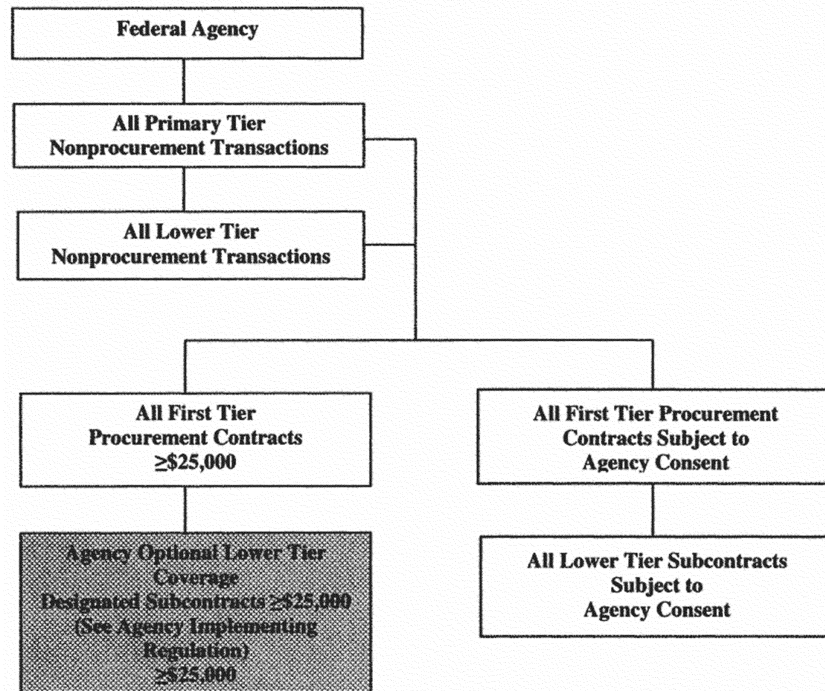 Federal Agency
All Primary Tier
Nonprocurement Transactions
All Lower Tier
Nonprocurement Transactions
All First Tier
Procurement Contracts
≥$25,000
All First Tier Procurement
Contracts Subject to
Agency Consent
Agency Optional Lower Tier
Coverage
Designated Subcontracts ≥$25,000
(See Agency Implementing
Regulation)
≥$25,000
All Lower Tier Subcontracts
Subject to
Agency Consent